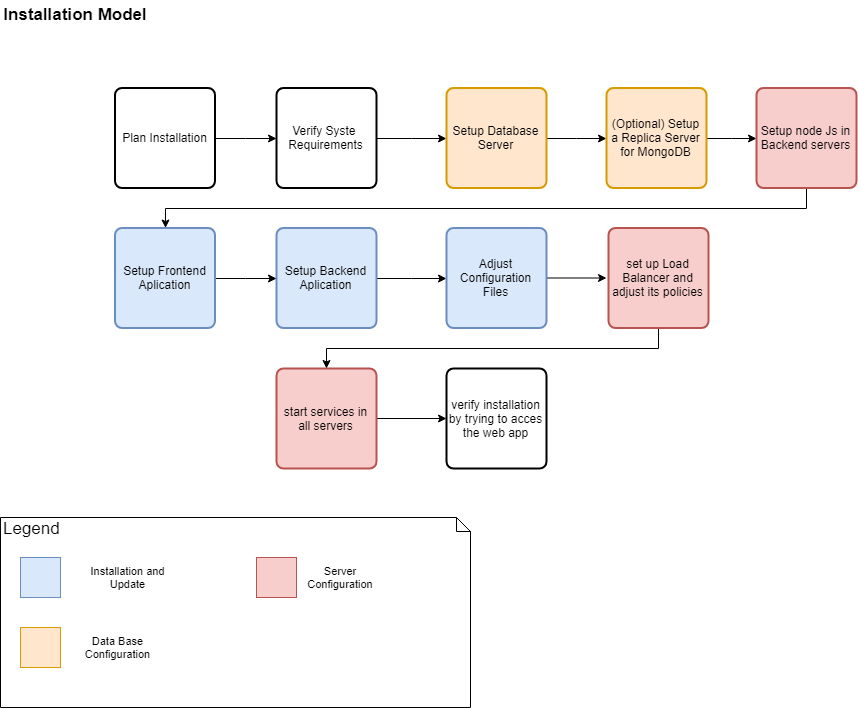 Installation Model
Plan Installation
Verify Syste
Requirements
Setup Database
Server
(Optional) Setup
a Replica Server
for MongoDB
Setup node Js in
Backend servers
Setup Frontend
Aplication
Setup Backend
Aplication
Adjust
Configuration
Files
set up Load
Balancer and
adjust its policies
start services in
all servers
verify installation
by trying to acces
the web app
Legend
Installation and
Update
Server
Configuration
Data Base
Configuration